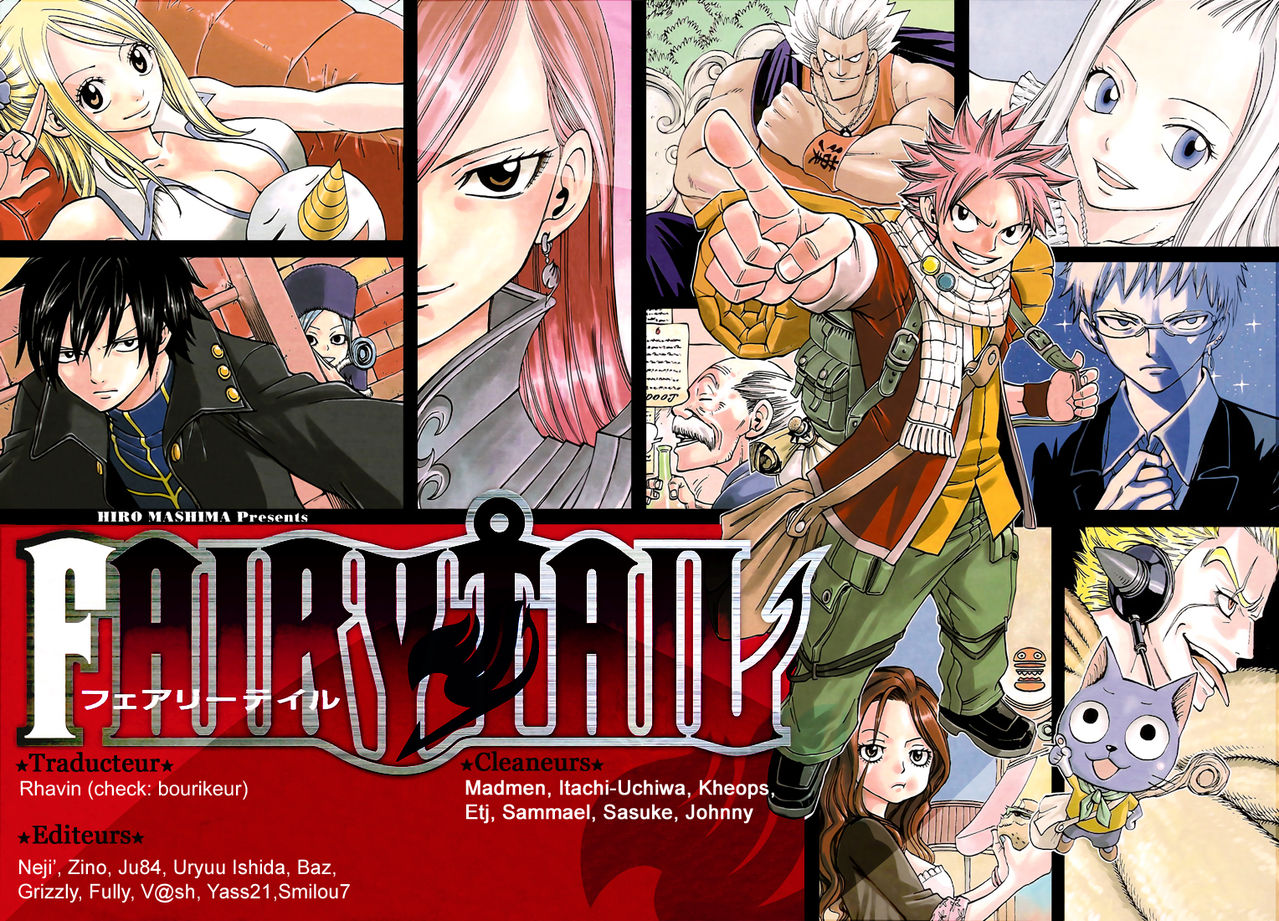 6
000J
HIRO MASHIMA Presents
FAIRY TAIL
フェアリーテイル
★Traducteur★
Rhavin (check: bourikeur)
★Cleaneurs★
Madmen, Itachi-Uchiwa, Kheops,
Etj, Sammael, Sasuke, Johnny
★Editeurs★
Neji’, Zino, Ju84, Uryuu Ishida, Baz,
Grizzly, Fully, V@sh, Yass21,Smilou7